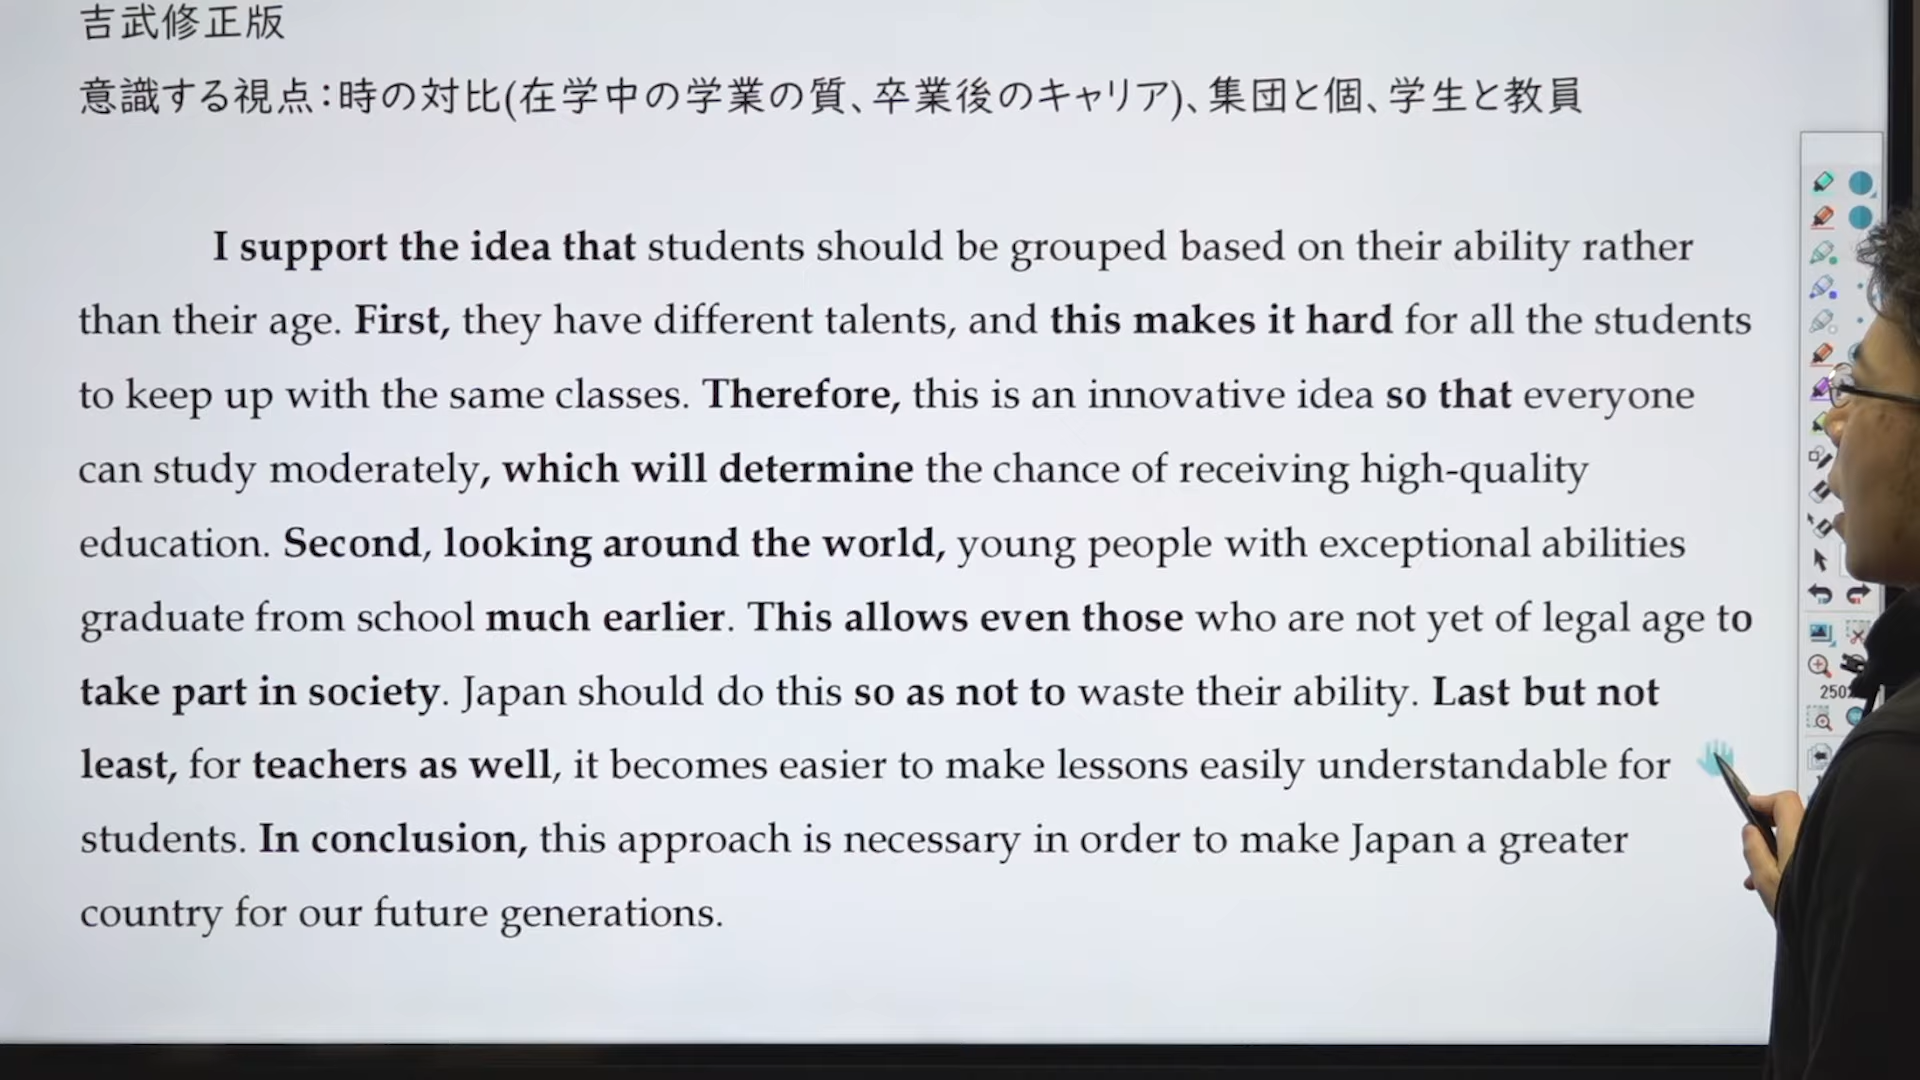 吉武修正版
意識する視点：時の対比(在学中の学業の質、卒業後のキャリア)、集団と個、学生と教員
I support the idea that students should be grouped based on their ability rather
than their age. First, they have different talents, and this makes it hard for all the students
to keep up with the same classes. Therefore, this is an innovative idea so that everyone
can study moderately, which will determine the chance of receiving high-quality
education. Second, looking around the world, young people with exceptional abilities
graduate from school much earlier. This allows even those who are not yet of legal age to
take part in society. Japan should do this so as not to waste their ability. Last but not
least, for teachers as well, it becomes easier to make lessons easily understandable for
students. In conclusion, this approach is necessary in order to make Japan a greater
country for our future generations.